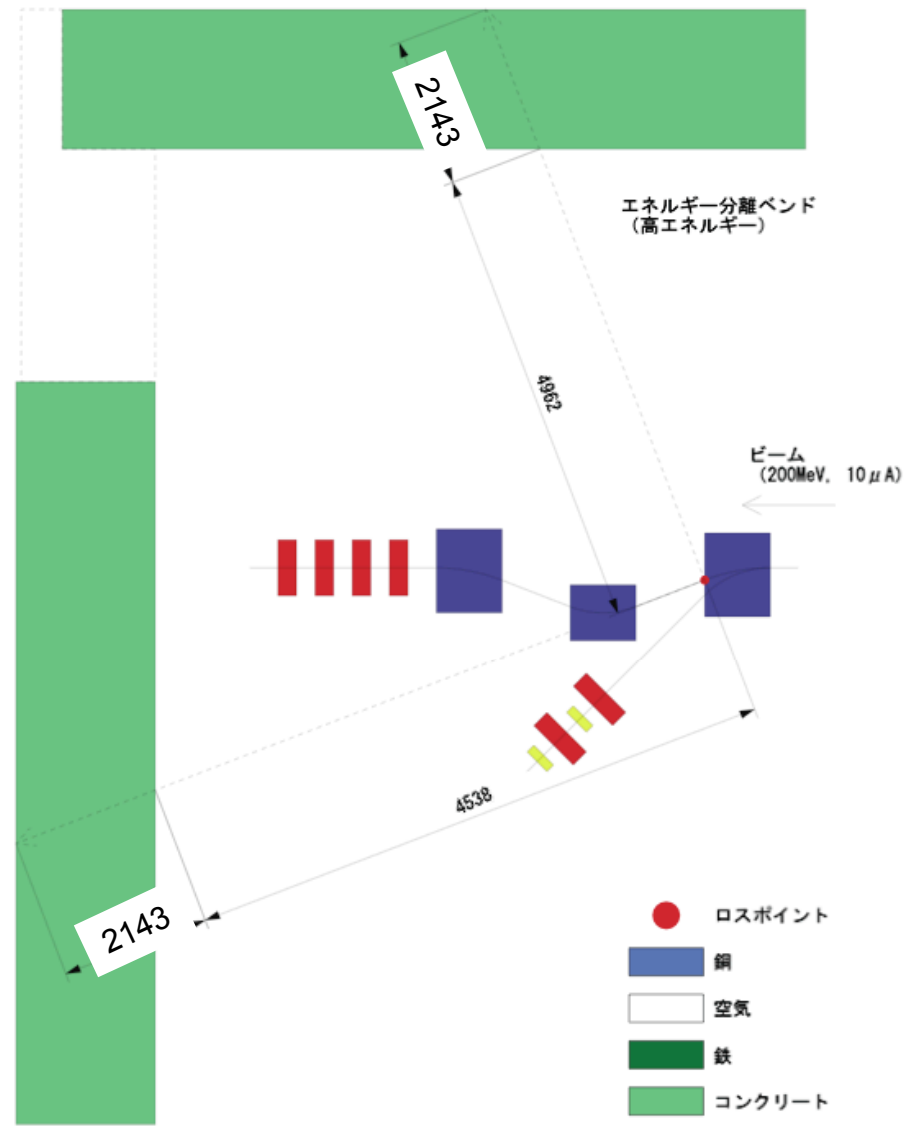 2143
エネルギー分離ベンド
（高エネルギー）
4962
ビーム
（200MeV, 10μA）
4538
2143
ロスポイント
銅
空気
鉄
コンクリート